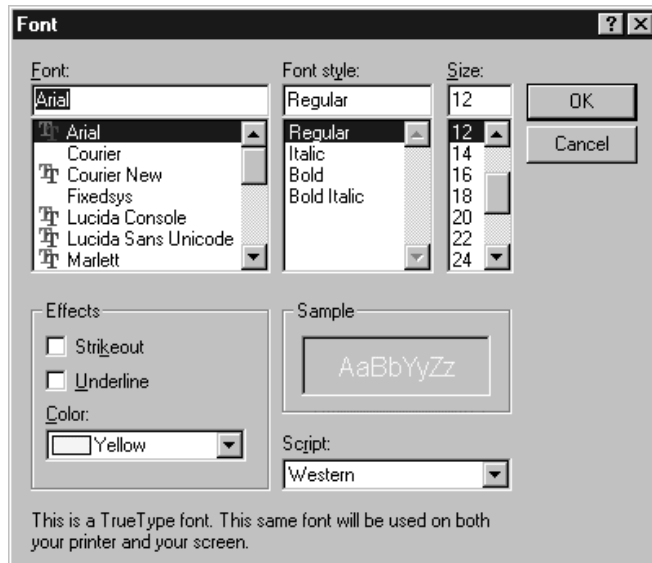 Font
Font:
Arial
Arial
Courier
Courier New
Fixedsys
Lucida Console
Lucida Sans Unicode
Marlett
Font style:
Regular
Regular
Italic
Bold
Bold Italic
Size:
12
12
14
16
18
20
22
24
OK
Cancel
Effects
Strikeout
Underline
Color:
Yellow
Sample
AaBbYyZz
Script:
Western
This is a TrueType font. This same font will be used on both
your printer and your screen.